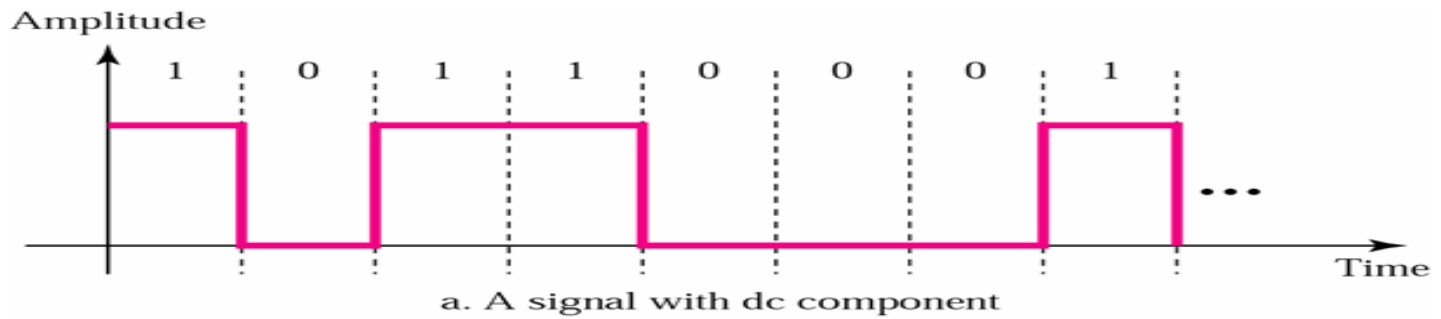 Amplitude
1 0 1 1 0 0 0 1
...
Time
a. A signal with dc component